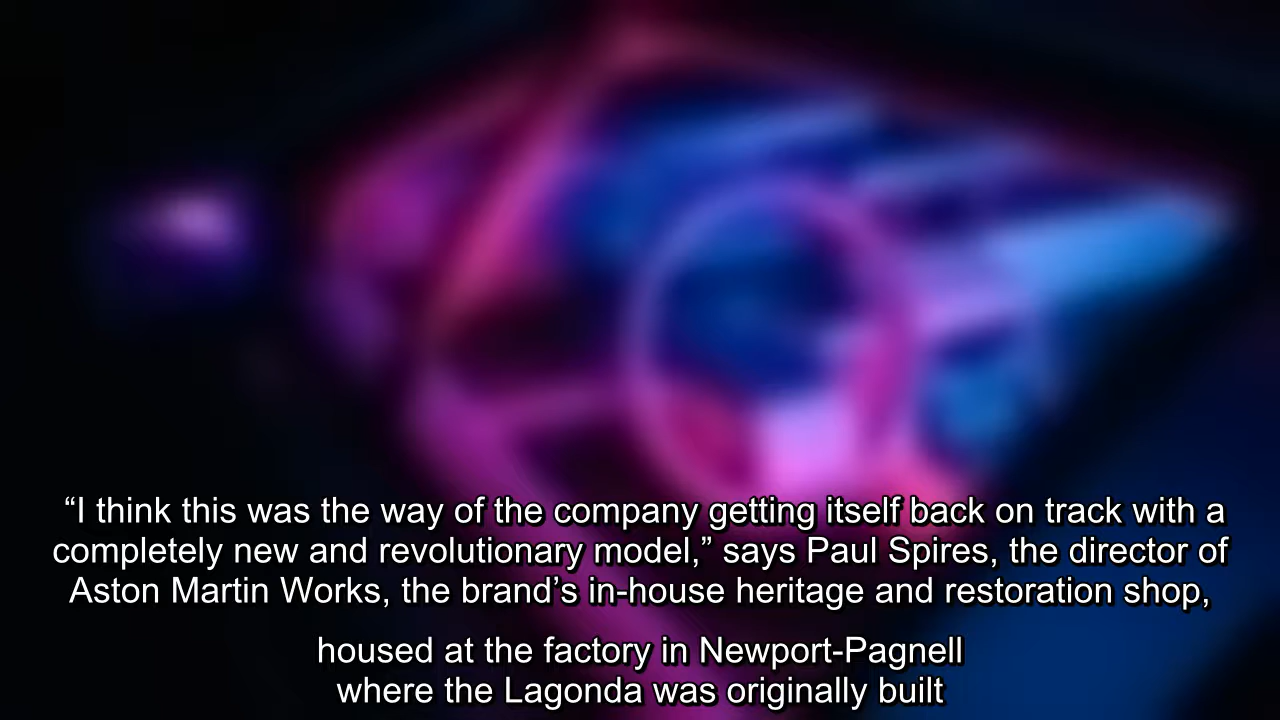 “I think this was the way of the company getting itself back on track with a
completely new and revolutionary model,” says Paul Spires, the director of
Aston Martin Works, the brand’s in-house heritage and restoration shop,
housed at the factory in Newport-Pagnell
where the Lagonda was originally built